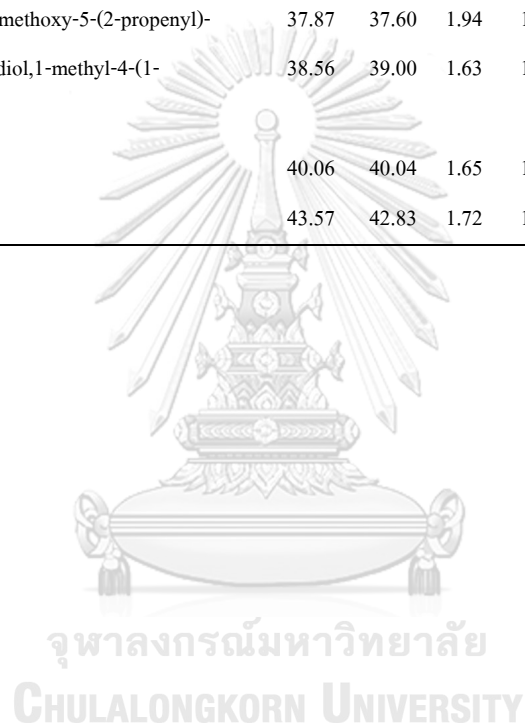 methoxy-5-(2-propenyl)- 37.87 37.60 1.94
diol,1-methyl-4-(1- 38.56 39.00 1.63
40.06 40.04 1.65
43.57 42.83 1.72
จุฬาลงกรณ์มหาวิทยาลัย
CHULALONGKORN UNIVERSITY